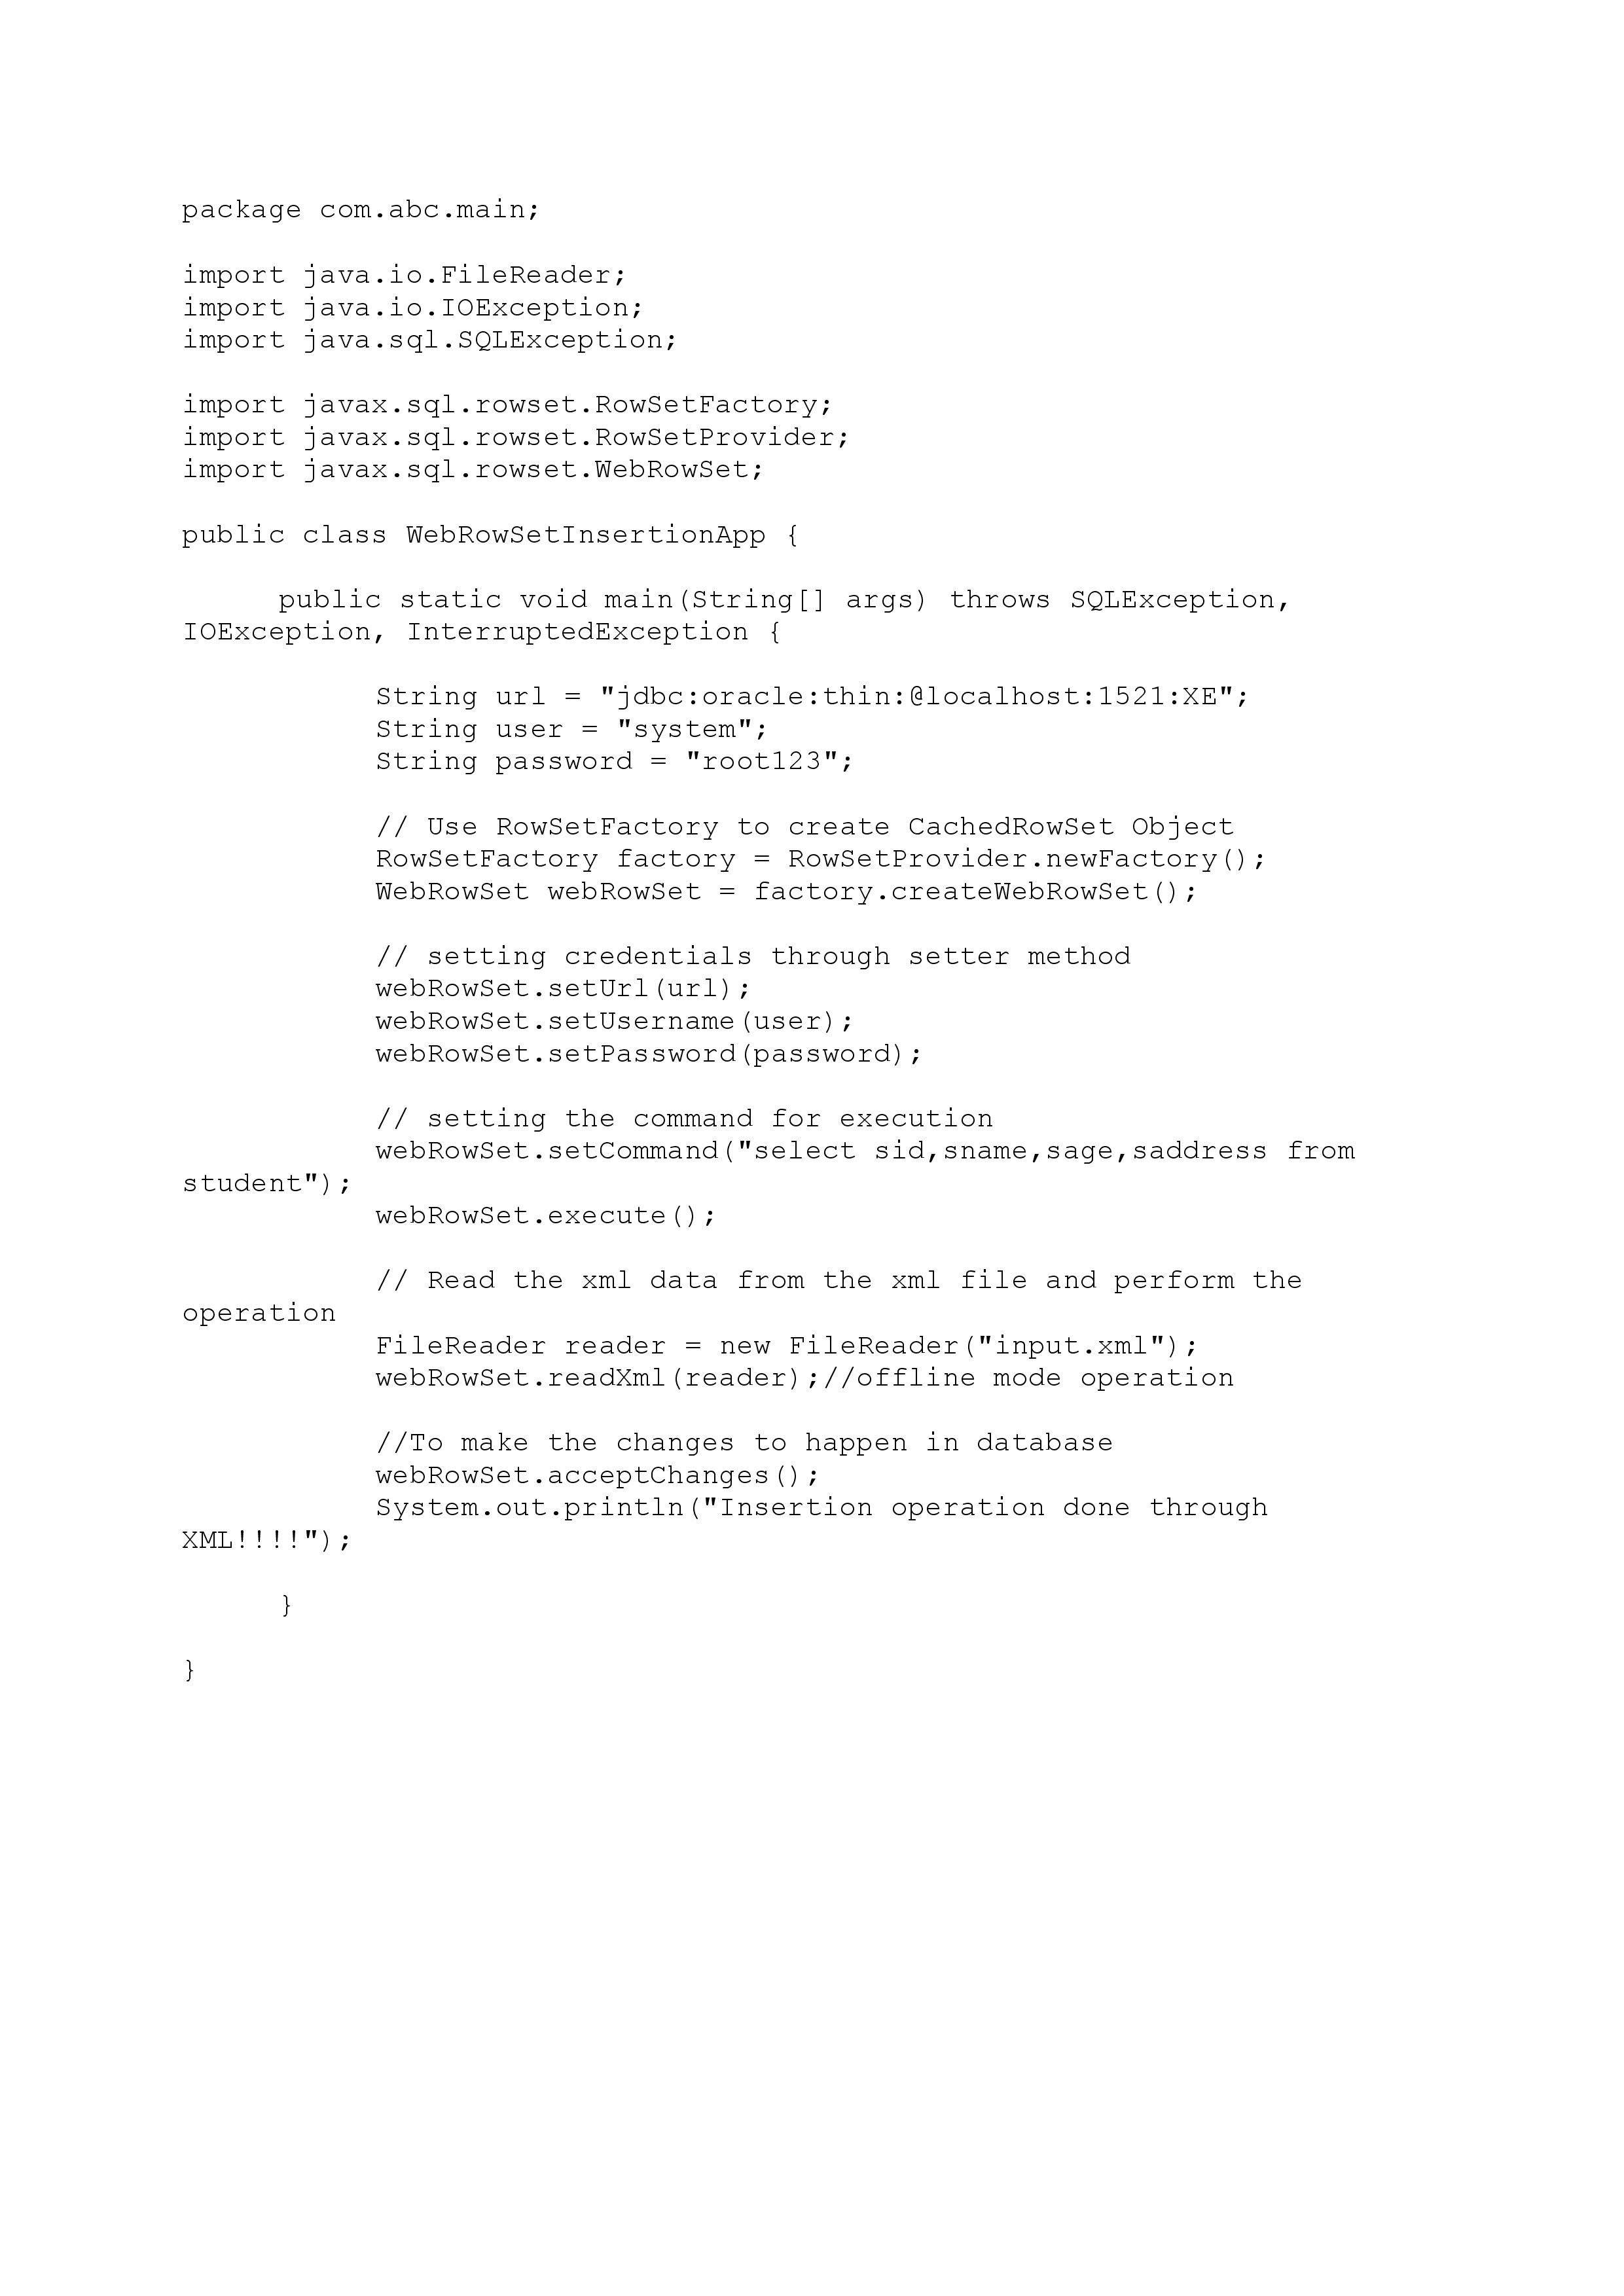 package com.abc.main;
import java.io.FileReader;
import java.io.IOException;
import java.sql.SQLException;
import javax.sql.rowset.RowSetFactory;
import javax.sql.rowset.RowSetProvider;
import javax.sql.rowset.WebRowSet;
public class WebRowSetInsertionApp {
public static void main(String[] args) throws SQLException,
IOException, InterruptedException {
String url = "jdbc:oracle:thin:@localhost:1521:XE";
String user = "system";
String password = "root123";
// Use RowSetFactory to create CachedRowSet Object
RowSetFactory factory = RowSetProvider.newFactory();
WebRowSet webRowSet = factory.createWebRowSet();
// setting credentials through setter method
webRowSet.setUrl(url);
webRowSet.setUsername(user);
webRowSet.setPassword(password);
// setting the command for execution
webRowSet.setCommand("select sid,sname,sage,saddress from
student");
webRowSet.execute();
// Read the xml data from the xml file and perform the
operation
FileReader reader = new FileReader("input.xml");
webRowSet.readXml(reader);//offline mode operation
//To make the changes to happen in database
webRowSet.acceptChanges();
System.out.println("Insertion operation done through
XML!!!!");
}
}